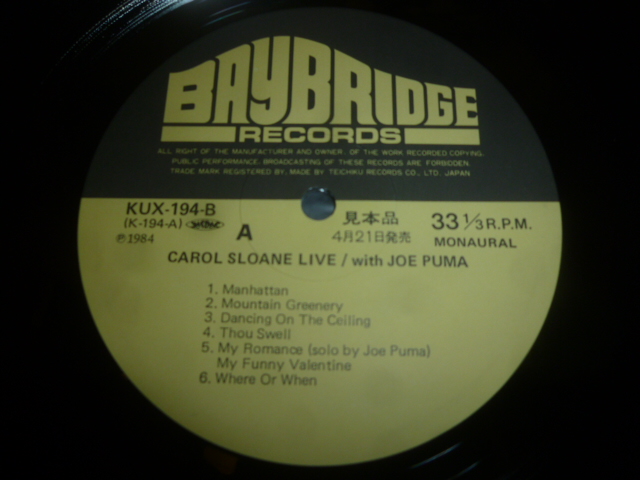 BAYBRIDGE
RECORDS
ALL RIGHT OF THE MANUFACTURER AND OWNER. OF THE WORK RECORDED COPYING.
PUBLIC PERFORMANCE, BROADCASTING OF THESE RECORDS ARE FORBIDEN.
TRADE MARK REGISTERED BY, MADE BY TEICHIKU RECORDS CO., LTD. JAPAN
KUX-194-B
(K-194-A)
℗1984
A
見本品
4月21日発売
33 1/3 R.P.M.
MONAURAL
CAROL SLOANE LIVE / with JOE PUMA
1. Manhattan
2. Mountain Greenery
3. Dancing On The Ceiling
4. Thou Swell
5. My Romance (solo by Joe Puma)
My Funny Valentine
6. Where Or When